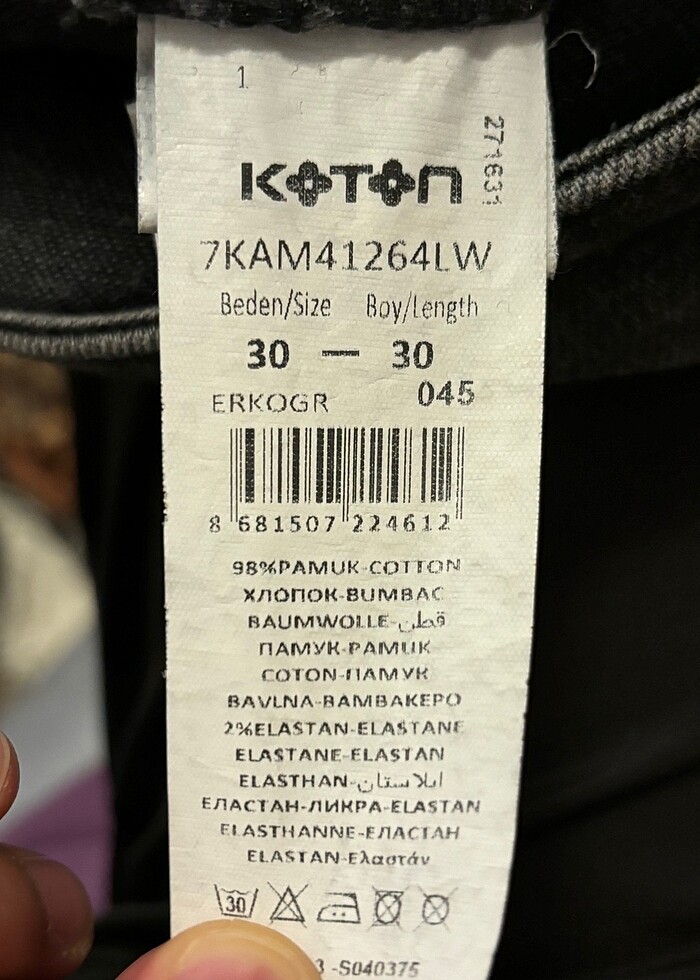 1
271631
KOTON
7KAM41264LW
Beden/Size Boy/Length
30 — 30
ERKOGR 045
8 681507 224612
98%PAMUK-COTTON
ХЛОПОК-BUMBAC
BAUMWOLLE-قطن
ПАМУК-PAMUK
COTON-ПАМУК
BAVLNA-BAMBAKEPO
2%ELASTAN-ELASTANE
ELASTANE-ELASTAN
ELASTHAN-ايلاستان
ЕЛАСТАН-ЛИКРА-ELASTAN
ELASTHANNE-ЕЛАСТАН
ELASTAN-Ελαστάν
30
3 -S040375